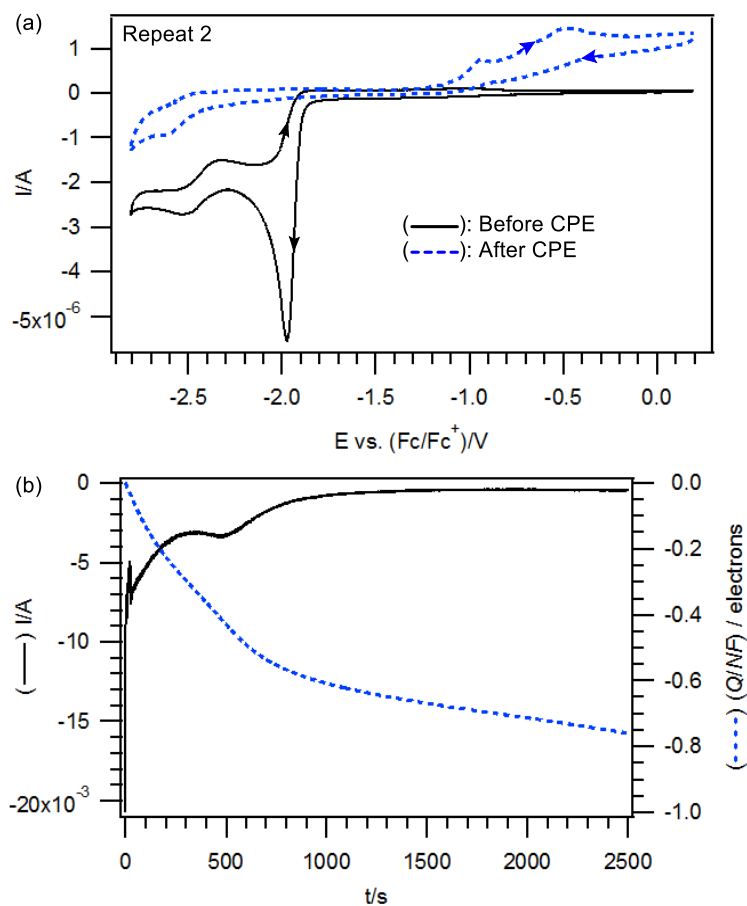 (a)
Repeat 2
1
0
-1
-2
-3
-4
-5x10⁻⁶
I/A
(—): Before CPE
(----): After CPE
-2.5
-2.0
-1.5
-1.0
-0.5
0.0
E vs. (Fc/Fc⁺)/V
(b)
0
-5
-10
-15
-20x10⁻³
(—) I/A
0.0
-0.2
-0.4
-0.6
-0.8
-1.0
(----) (Q/NF) / electrons
0
500
1000
1500
2000
2500
t/s